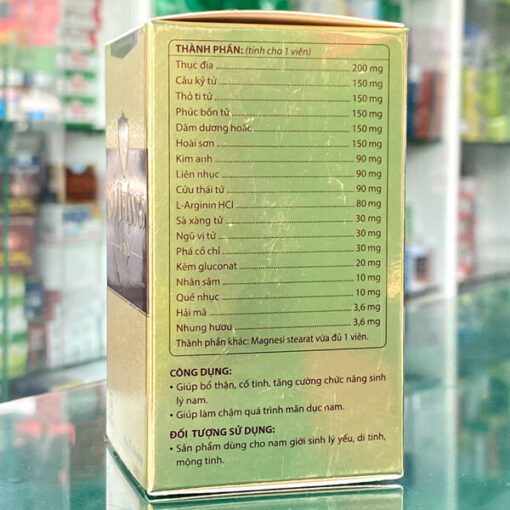 THÀNH PHẦN: (tính cho 1 viên)
Thục địa ........ 200 mg
Câu kỷ tử ........ 150 mg
Thỏ ti tử ........ 150 mg
Phúc bồn tử ........ 150 mg
Dâm dương hoắc ........ 150 mg
Hoài sơn ........ 150 mg
Kim anh ........ 90 mg
Liên nhục ........ 90 mg
Cửu thái tử ........ 90 mg
L-Arginin HCl ........ 80 mg
Sà xàng tử ........ 30 mg
Ngũ vị tử ........ 30 mg
Phá cố chỉ ........ 30 mg
Kẽm gluconat ........ 20 mg
Nhân sâm ........ 10 mg
Quế nhục ........ 10 mg
Hải mã ........ 3,6 mg
Nhung hươu ........ 3,6 mg
Thành phần khác: Magnesi stearat vừa đủ 1 viên.
CÔNG DỤNG:
• Giúp bổ thận, cố tinh, tăng cường chức năng sinh
lý nam.
• Giúp làm chậm quá trình mãn dục nam.
ĐỐI TƯỢNG SỬ DỤNG:
• Sản phẩm dùng cho nam giới sinh lý yếu, di tinh,
mộng tinh.